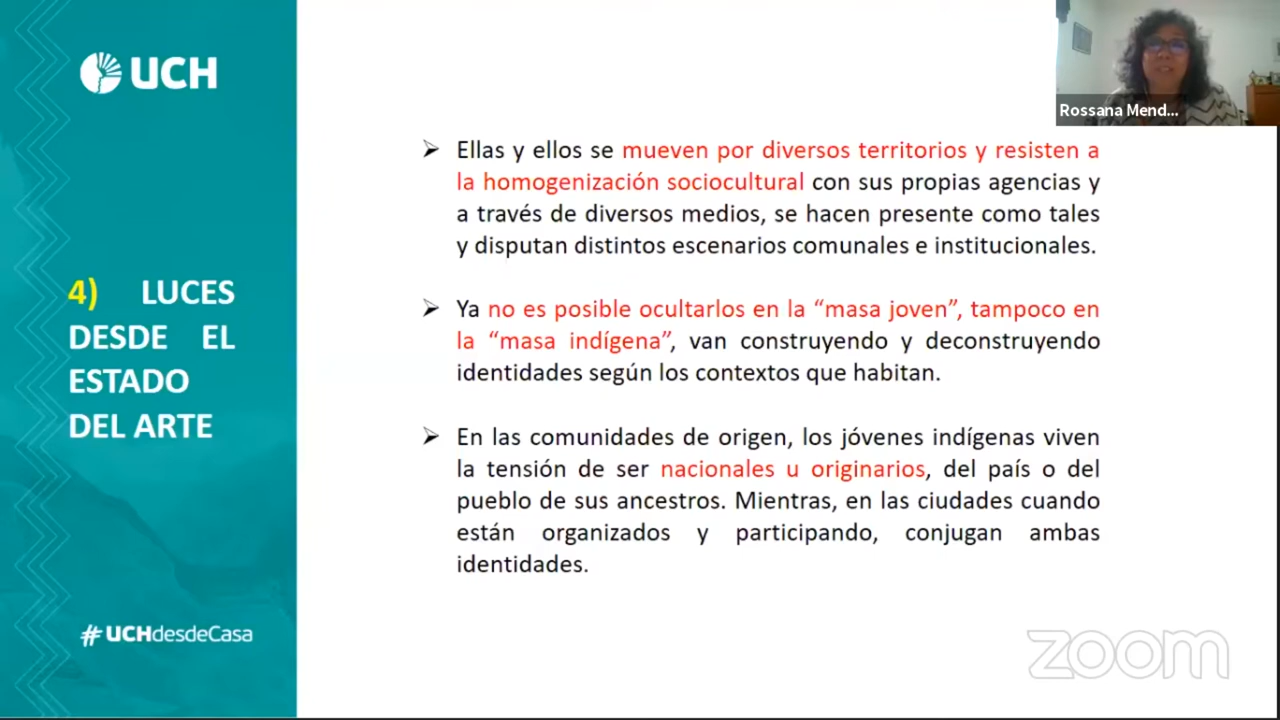 UCH
Rossana Mend...
4) LUCES
DESDE EL
ESTADO
DEL ARTE
➢ Ellas y ellos se mueven por diversos territorios y resisten a
la homogenización sociocultural con sus propias agencias y
a través de diversos medios, se hacen presente como tales
y disputan distintos escenarios comunales e institucionales.
➢ Ya no es posible ocultarlos en la “masa joven”, tampoco en
la “masa indígena”, van construyendo y deconstruyendo
identidades según los contextos que habitan.
➢ En las comunidades de origen, los jóvenes indígenas viven
la tensión de ser nacionales u originarios, del país o del
pueblo de sus ancestros. Mientras, en las ciudades cuando
están organizados y participando, conjugan ambas
identidades.
#UCHdesdeCasa
zoom